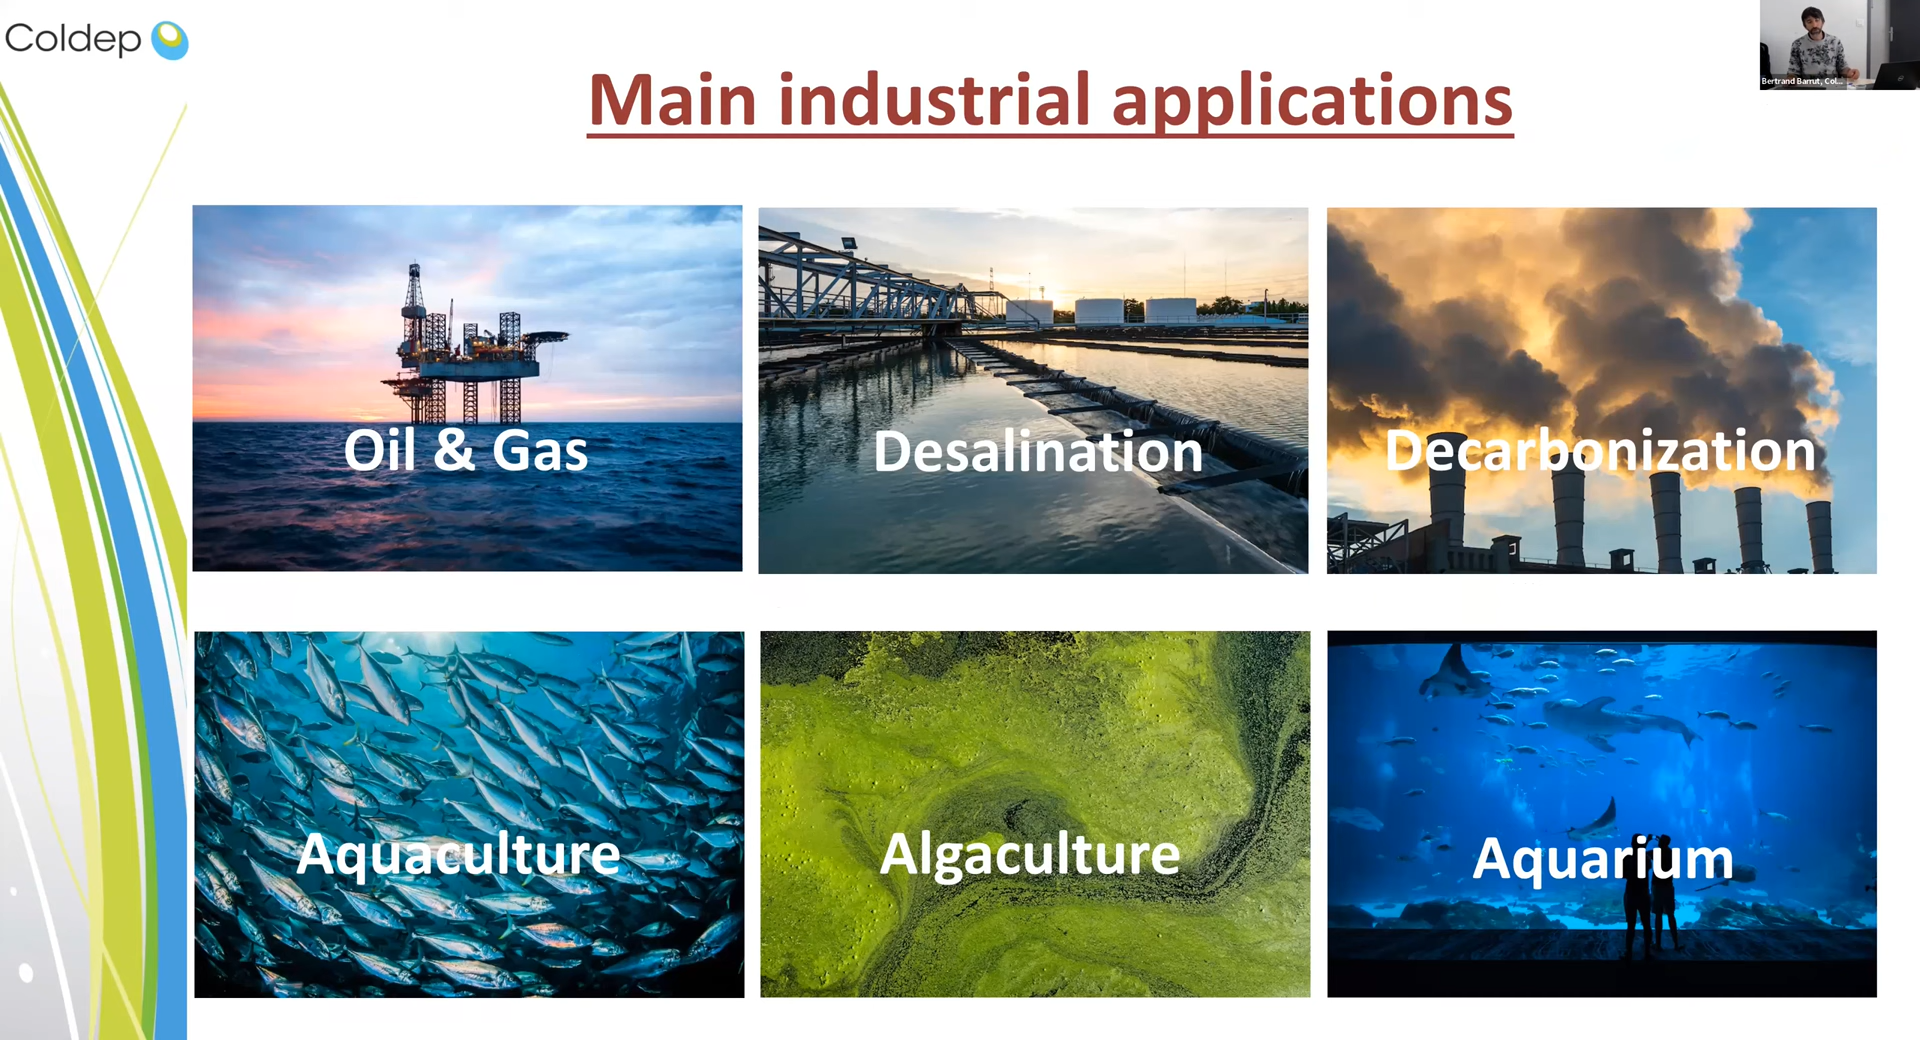 Coldep
Main industrial applications
Bertrand Barrut, Col...
Oil & Gas
Desalination
Decarbonization
Aquaculture
Algaculture
Aquarium